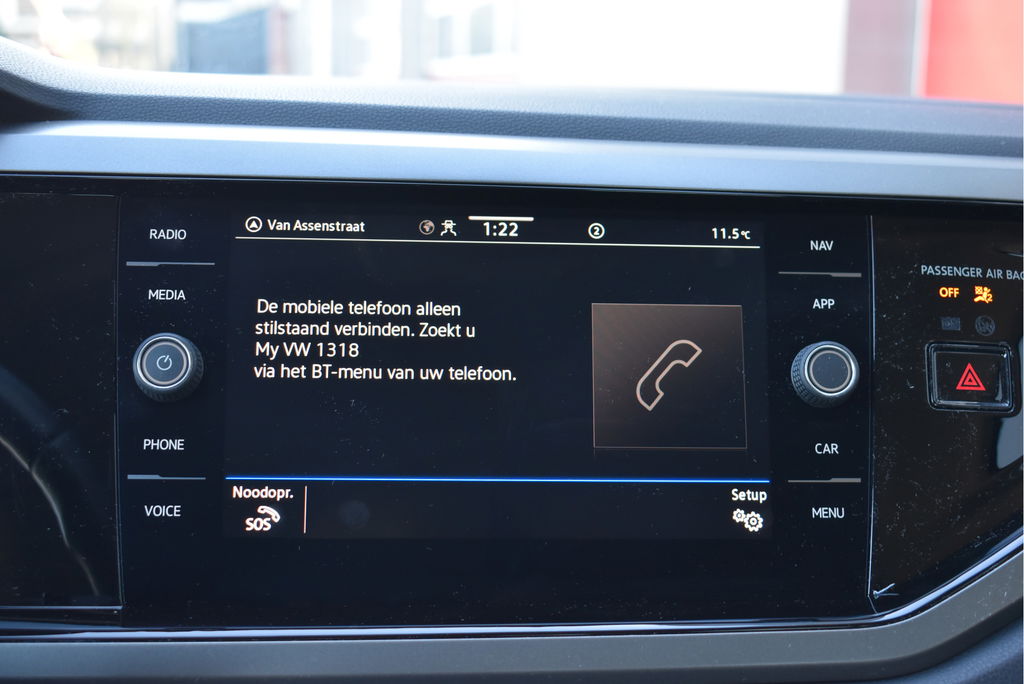 Van Assenstraat 1:22 2 11.5°C
RADIO
MEDIA
PHONE
VOICE
De mobiele telefoon alleen
stilstaand verbinden. Zoekt u
My VW 1318
via het BT-menu van uw telefoon.
Noodopr.
SOS
Setup
NAV
APP
CAR
MENU
PASSENGER AIR BAG
OFF